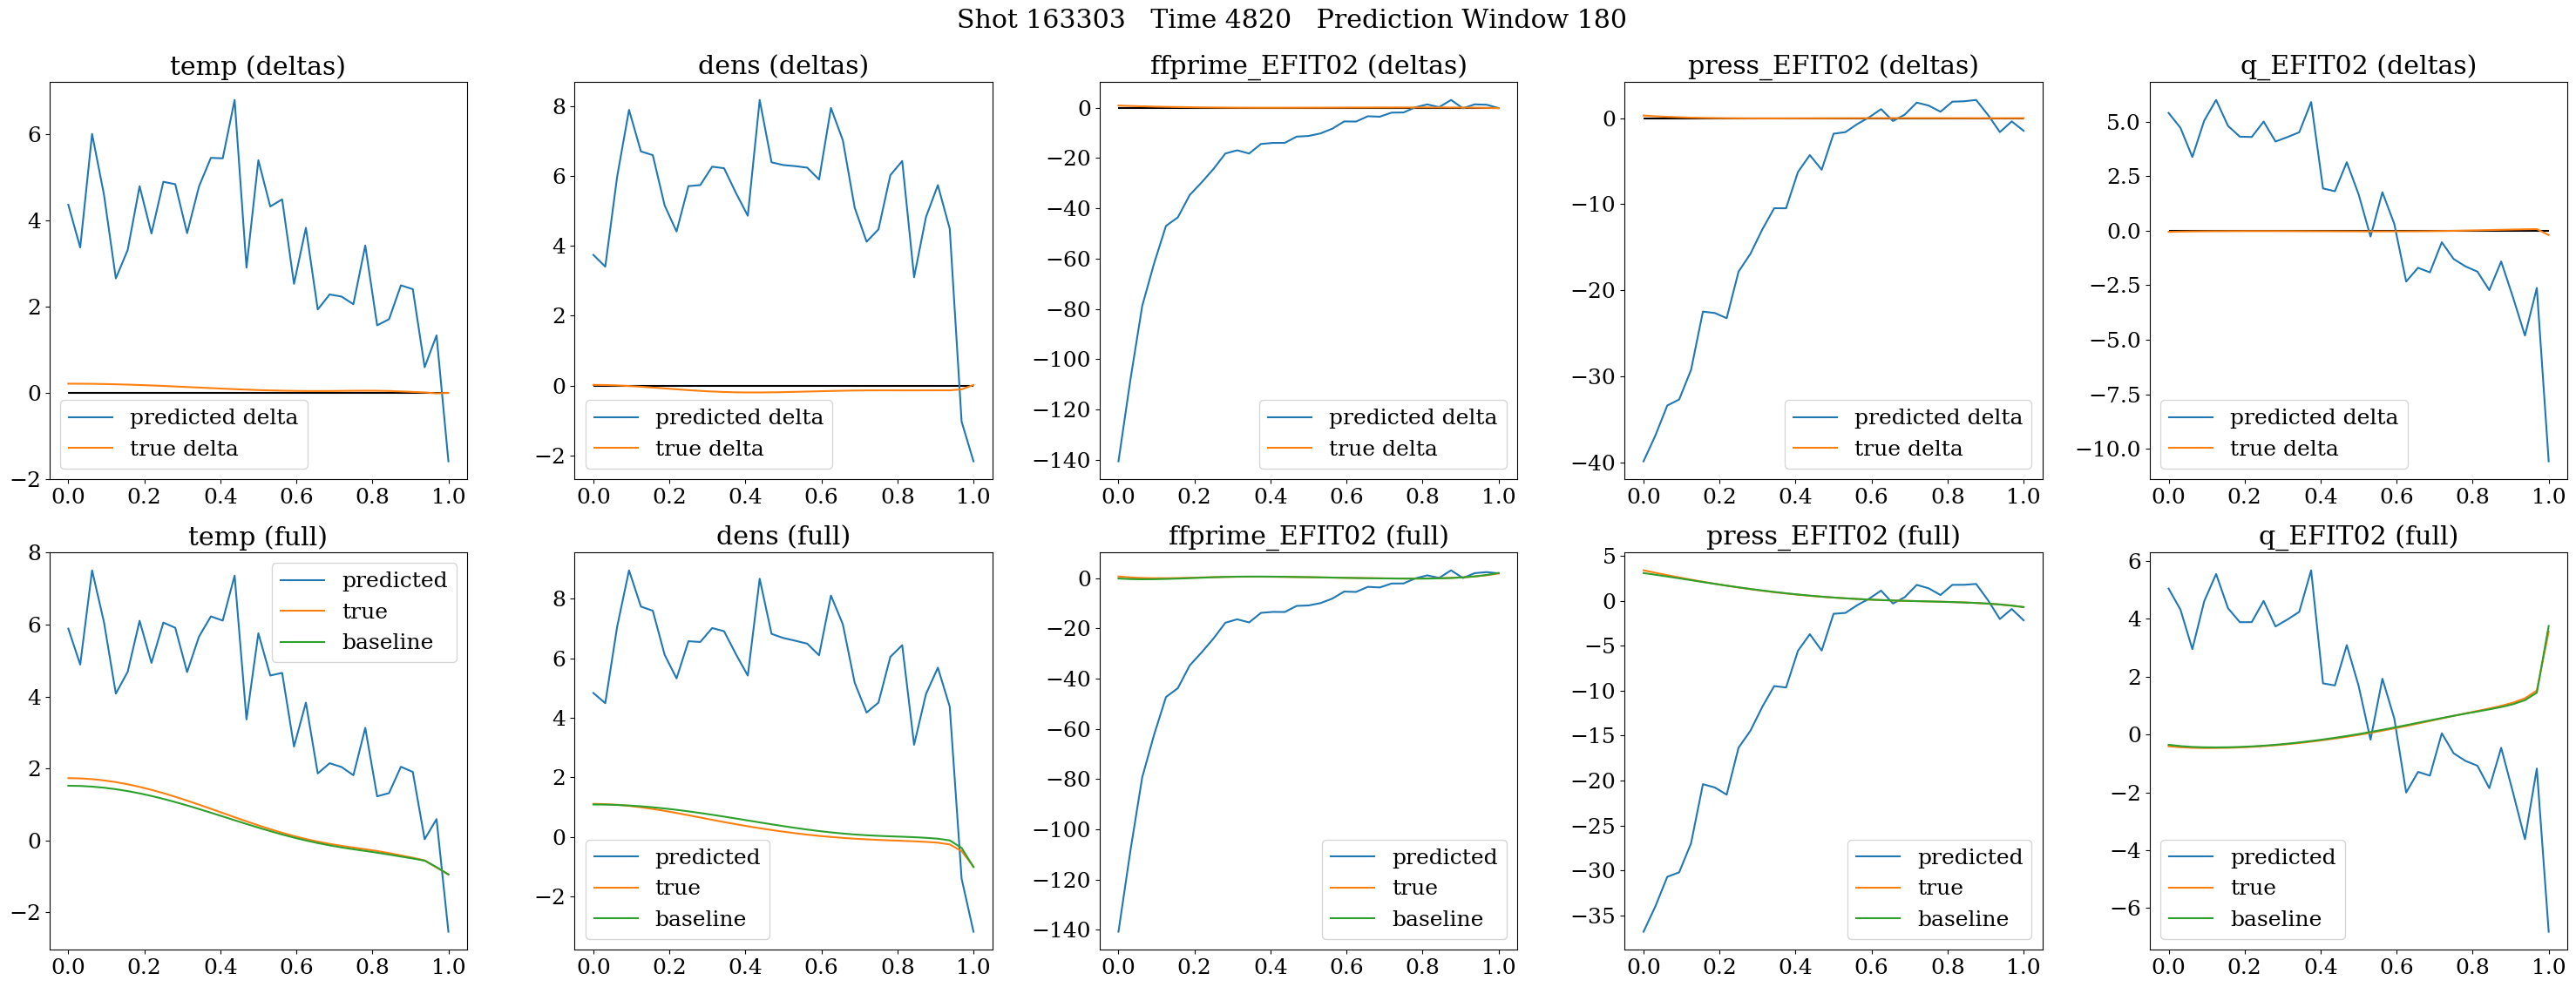 Shot 163303   Time 4820   Prediction Window 180
temp (deltas)
6
4
2
0
−2
0.0 0.2 0.4 0.6 0.8 1.0
predicted delta
true delta
dens (deltas)
8
6
4
2
0
−2
0.0 0.2 0.4 0.6 0.8 1.0
predicted delta
true delta
ffprime_EFIT02 (deltas)
0
−20
−40
−60
−80
−100
−120
−140
0.0 0.2 0.4 0.6 0.8 1.0
predicted delta
true delta
press_EFIT02 (deltas)
0
−10
−20
−30
−40
0.0 0.2 0.4 0.6 0.8 1.0
predicted delta
true delta
q_EFIT02 (deltas)
5.0
2.5
0.0
−2.5
−5.0
−7.5
−10.0
0.0 0.2 0.4 0.6 0.8 1.0
predicted delta
true delta
temp (full)
8
6
4
2
0
−2
0.0 0.2 0.4 0.6 0.8 1.0
predicted
true
baseline
dens (full)
8
6
4
2
0
−2
0.0 0.2 0.4 0.6 0.8 1.0
predicted
true
baseline
ffprime_EFIT02 (full)
0
−20
−40
−60
−80
−100
−120
−140
0.0 0.2 0.4 0.6 0.8 1.0
predicted
true
baseline
press_EFIT02 (full)
5
0
−5
−10
−15
−20
−25
−30
−35
0.0 0.2 0.4 0.6 0.8 1.0
predicted
true
baseline
q_EFIT02 (full)
6
4
2
0
−2
−4
−6
0.0 0.2 0.4 0.6 0.8 1.0
predicted
true
baseline